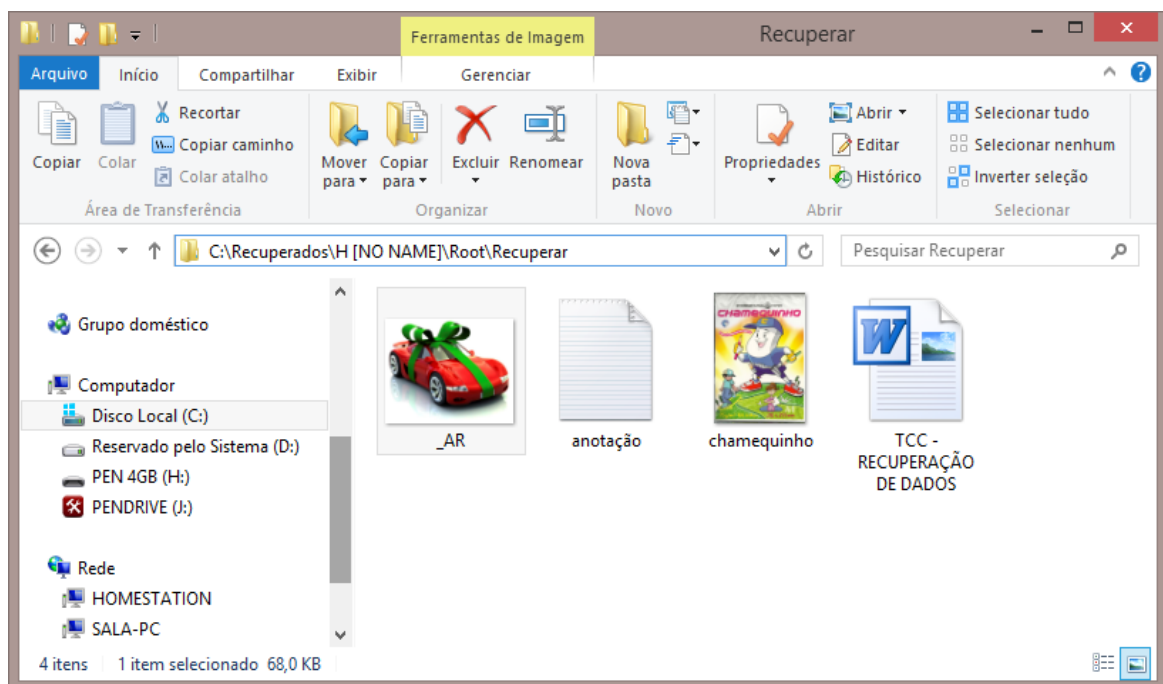 Ferramentas de Imagem
Recuperar
Arquivo Início Compartilhar Exibir Gerenciar
Copiar
Colar
Recortar
Copiar caminho
Colar atalho
Área de Transferência
Mover para
Copiar para
Excluir
Renomear
Organizar
Nova pasta
Novo
Propriedades
Abrir
Editar
Histórico
Abrir
Selecionar tudo
Selecionar nenhum
Inverter seleção
Selecionar
C:\Recuperados\H [NO NAME]\Root\Recuperar
Pesquisar Recuperar
Grupo doméstico
Computador
Disco Local (C:)
Reservado pelo Sistema (D:)
PEN 4GB (H:)
PENDRIVE (J:)
Rede
HOMESTATION
SALA-PC
CHAMEQUINHO
W
_AR
anotação
chamequinho
TCC -
RECUPERAÇÃO
DE DADOS
4 itens 1 item selecionado 68,0 KB